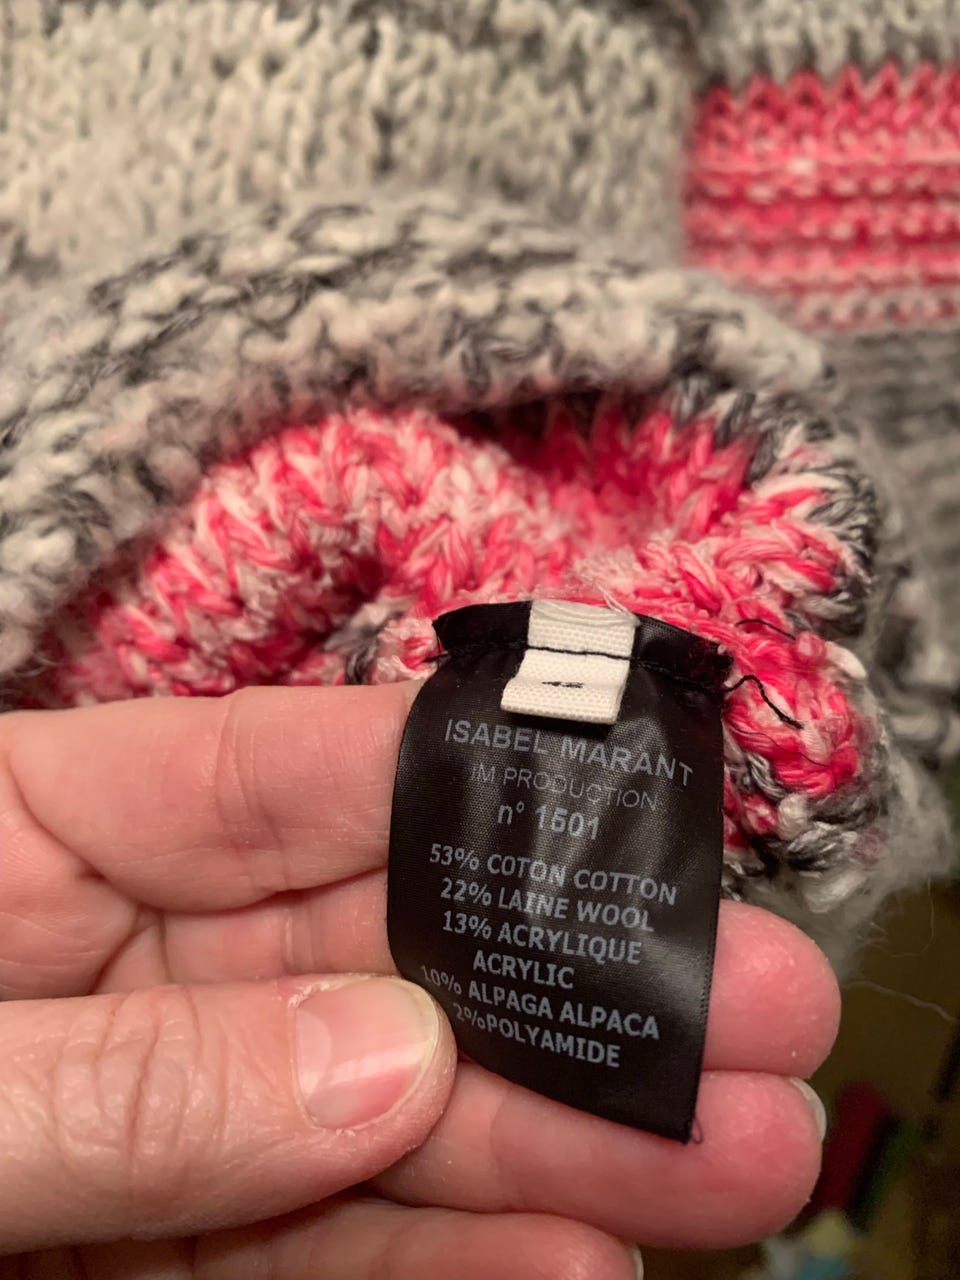 ISABEL MARANT
IM PRODUCTION
n° 1501
53% COTON COTTON
22% LAINE WOOL
13% ACRYLIQUE
ACRYLIC
10% ALPAGA ALPACA
2%POLYAMIDE